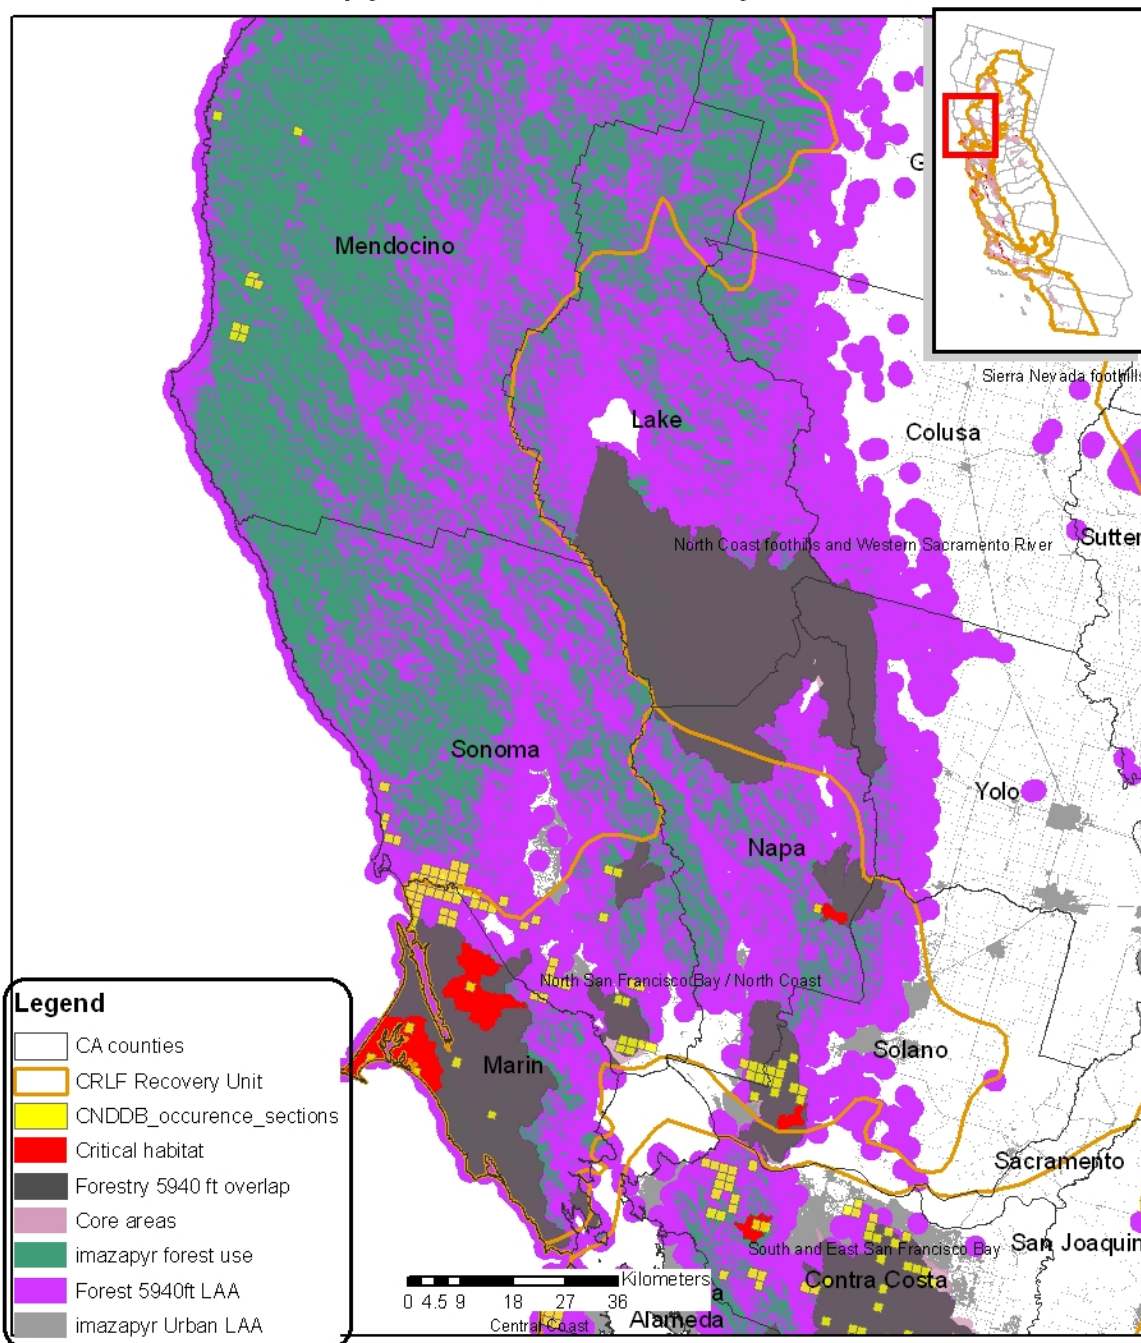 Mendocino
G
Sierra Nevada foothills
Lake
Colusa
North Coast foothills and Western Sacramento River
Sutter
Sonoma
Yolo
Napa
North San Francisco Bay / North Coast
Marin
Solano
Sacramento
South and East San Francisco Bay
San Joaquin
Contra Costa
a
Alameda
Central Coast
Legend
CA counties
CRLF Recovery Unit
CNDDB_occurence_sections
Critical habitat
Forestry 5940 ft overlap
Core areas
imazapyr forest use
Forest 5940ft LAA
imazapyr Urban LAA
Kilometers
0 4.5 9 18 27 36